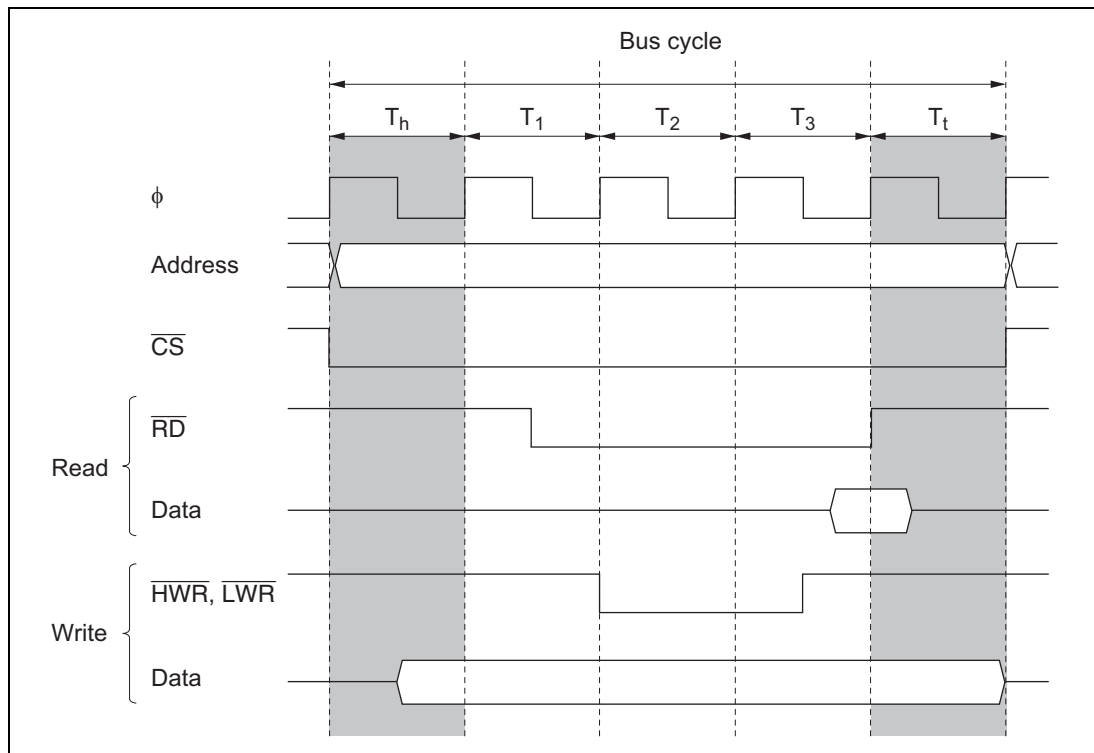 Bus cycle
Th T1 T2 T3 Tt
ϕ
Address
CS
Read
RD
Data
Write
HWR, LWR
Data